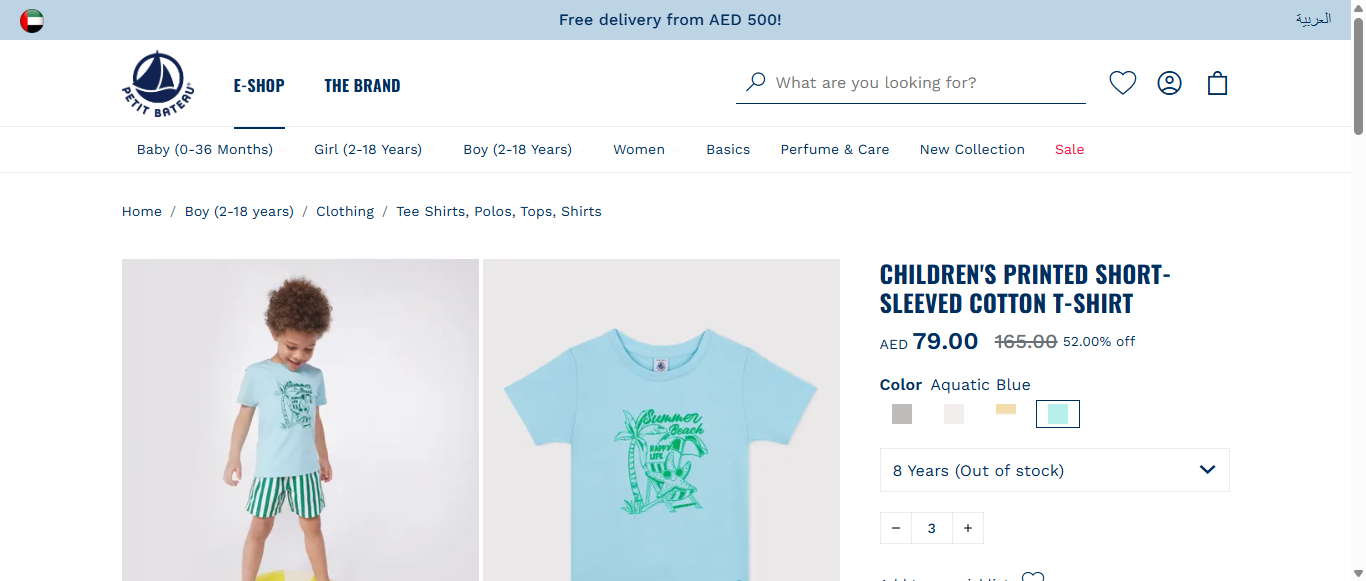 Free delivery from AED 500!
العربية
PETIT BATEAU
E-SHOP
THE BRAND
What are you looking for?
Baby (0-36 Months)
Girl (2-18 Years)
Boy (2-18 Years)
Women
Basics
Perfume & Care
New Collection
Sale
Home / Boy (2-18 years) / Clothing / Tee Shirts, Polos, Tops, Shirts
Summer
Beach
HAPPY
LIFE
CHILDREN'S PRINTED SHORT-
SLEEVED COTTON T-SHIRT
AED 79.00 165.00 52.00% off
Color Aquatic Blue
8 Years (Out of stock)
− 3 +